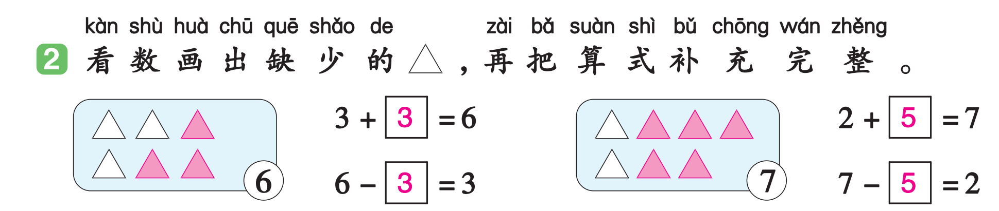 kàn shù huà chū quē shǎo de zài bǎ suàn shì bǔ chōng wán zhěng
2 看数画出缺少的△,再把算式补充完整。
3 + 3 = 6 2 + 5 = 7
6 7
6 - 3 = 3 7 - 5 = 2